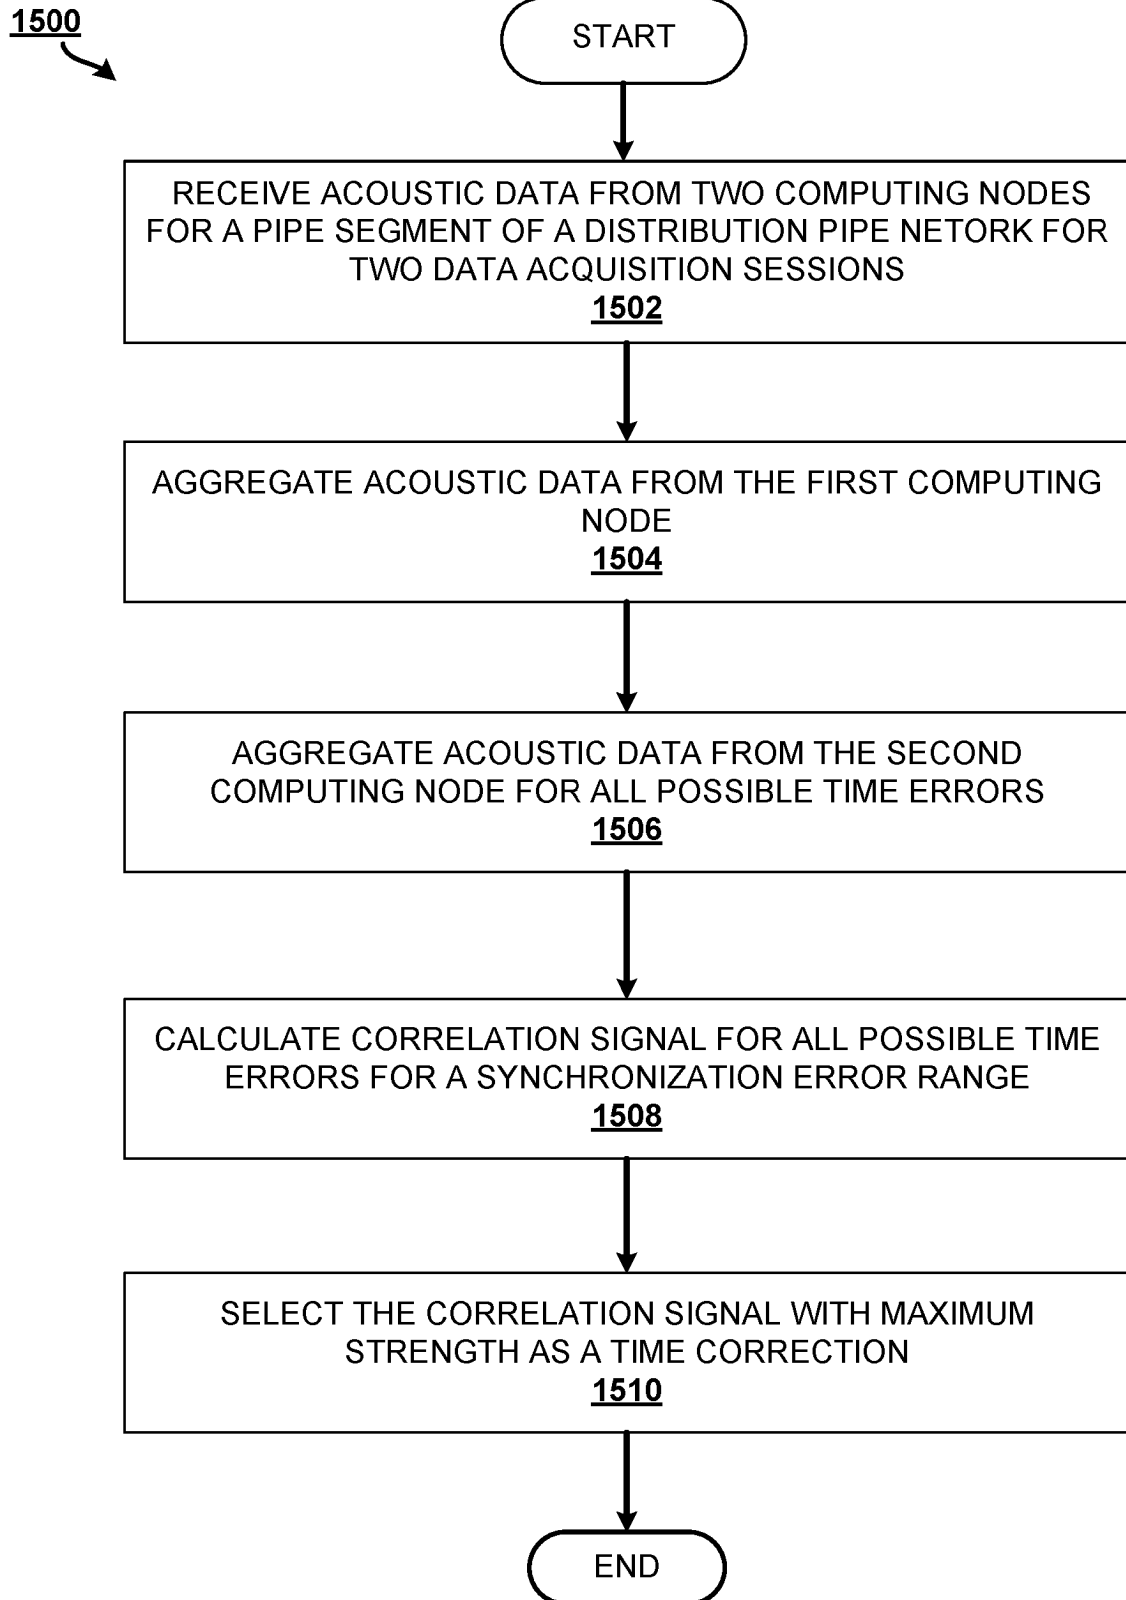 1500
START
RECEIVE ACOUSTIC DATA FROM TWO COMPUTING NODES
FOR A PIPE SEGMENT OF A DISTRIBUTION PIPE NETORK FOR
TWO DATA ACQUISITION SESSIONS
1502
AGGREGATE ACOUSTIC DATA FROM THE FIRST COMPUTING
NODE
1504
AGGREGATE ACOUSTIC DATA FROM THE SECOND
COMPUTING NODE FOR ALL POSSIBLE TIME ERRORS
1506
CALCULATE CORRELATION SIGNAL FOR ALL POSSIBLE TIME
ERRORS FOR A SYNCHRONIZATION ERROR RANGE
1508
SELECT THE CORRELATION SIGNAL WITH MAXIMUM
STRENGTH AS A TIME CORRECTION
1510
END